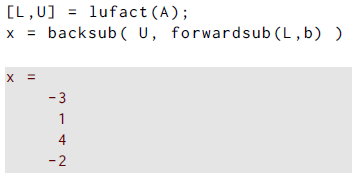 [L,U] = lufact(A);
x = backsub( U, forwardsub(L,b) )
x =
-3
1
4
-2